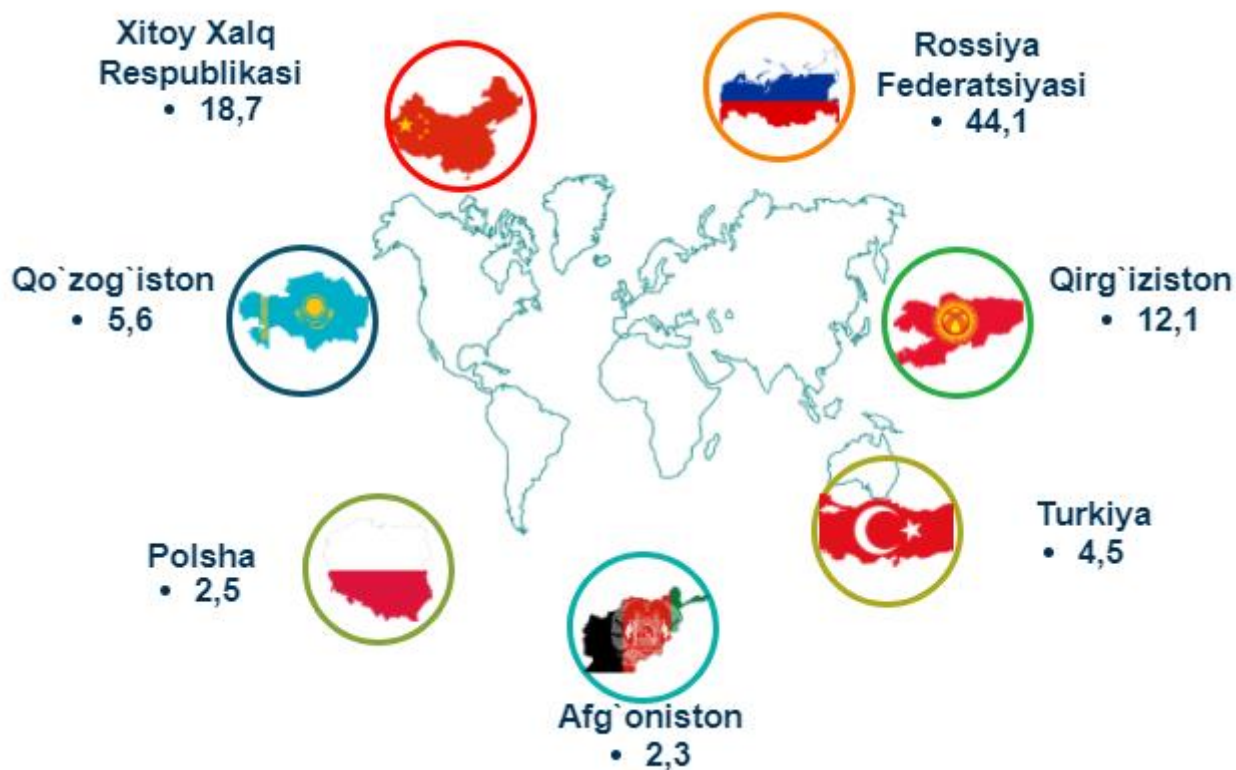 Xitoy Xalq
Respublikasi
• 18,7
Rossiya
Federatsiyasi
• 44,1
Qo`zog`iston
• 5,6
Qirg`iziston
• 12,1
Polsha
• 2,5
Turkiya
• 4,5
Afg`oniston
• 2,3